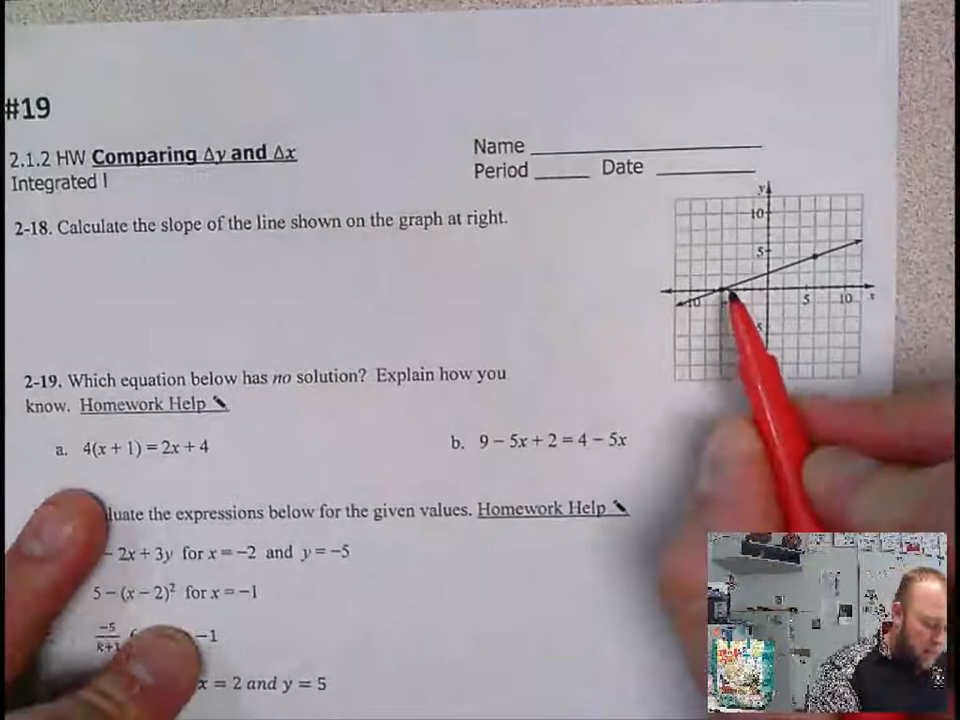 #19
2.1.2 HW Comparing Δy and Δx
Integrated I
Name
Period Date
2-18. Calculate the slope of the line shown on the graph at right.
y
10
5
5 10 x
2-19. Which equation below has no solution? Explain how you
know. Homework Help
a. 4(x + 1) = 2x + 4
b. 9 − 5x + 2 = 4 − 5x
the expressions below for the given values. Homework Help
2x + 3y for x = −2 and y = −5
5 − (x − 2)² for x = −1
−5
−1
k+1
x = 2 and y = 5